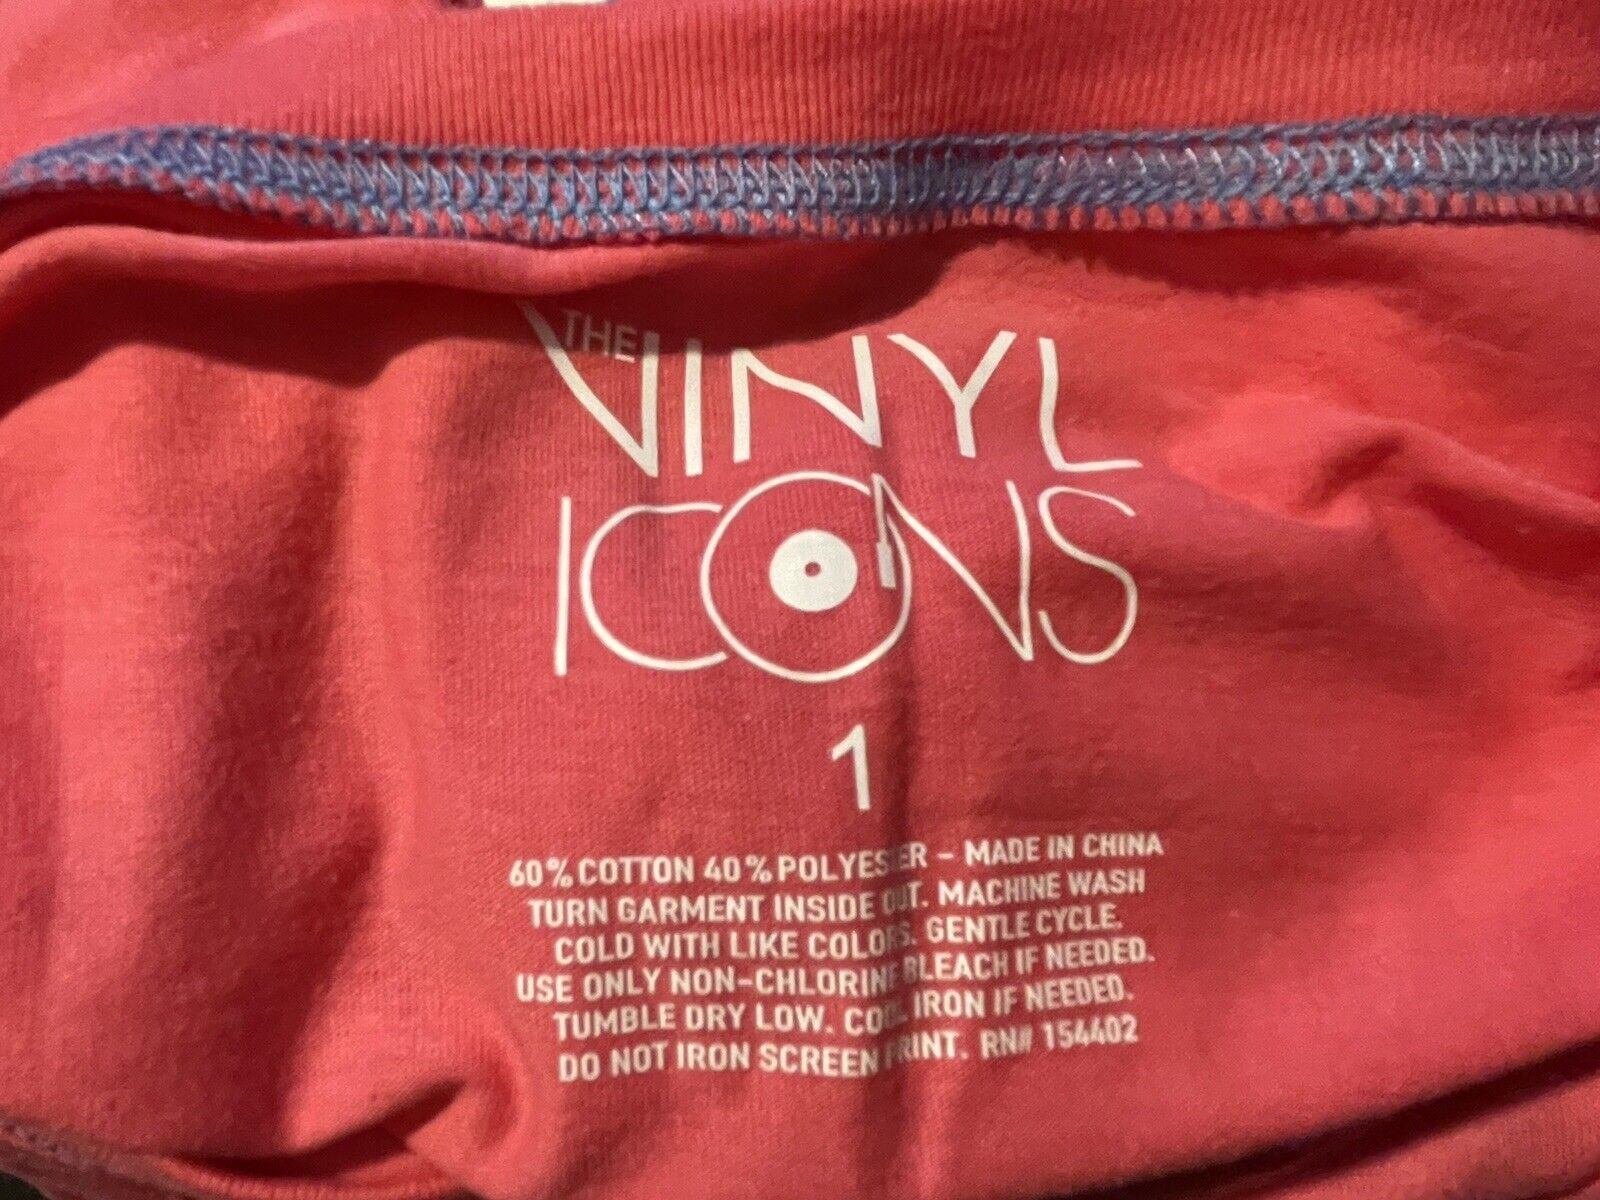 THE
VINYL
ICONS
1
60% COTTON 40% POLYESTER – MADE IN CHINA
TURN GARMENT INSIDE OUT. MACHINE WASH
COLD WITH LIKE COLORS. GENTLE CYCLE.
USE ONLY NON-CHLORINE BLEACH IF NEEDED.
TUMBLE DRY LOW. COOL IRON IF NEEDED.
DO NOT IRON SCREEN PRINT. RN# 154402